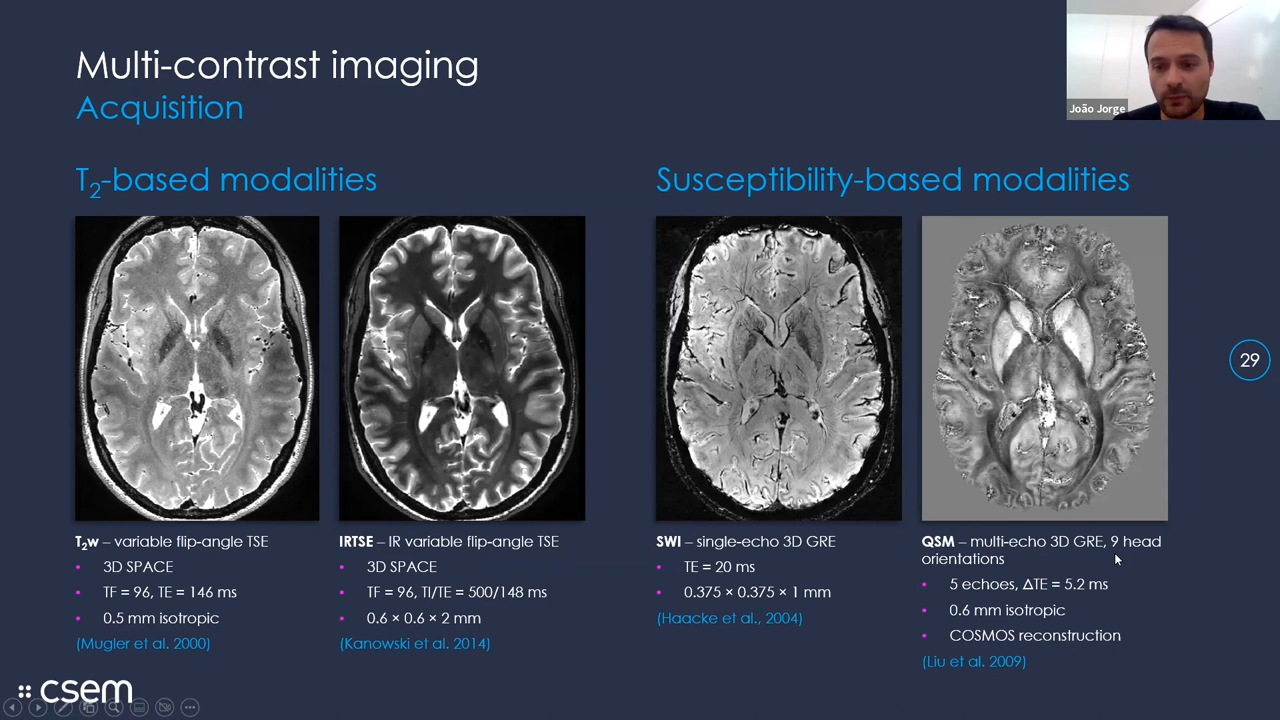 Multi-contrast imaging
Acquisition
João Jorge
T2-based modalities
Susceptibility-based modalities
29
T2w – variable flip-angle TSE
• 3D SPACE
• TF = 96, TE = 146 ms
• 0.5 mm isotropic
(Mugler et al. 2000)
IRTSE – IR variable flip-angle TSE
• 3D SPACE
• TF = 96, TI/TE = 500/148 ms
• 0.6 × 0.6 × 2 mm
(Kanowski et al. 2014)
SWI – single-echo 3D GRE
• TE = 20 ms
• 0.375 × 0.375 × 1 mm
(Haacke et al., 2004)
QSM – multi-echo 3D GRE, 9 head
orientations
• 5 echoes, ΔTE = 5.2 ms
• 0.6 mm isotropic
• COSMOS reconstruction
(Liu et al. 2009)
csem